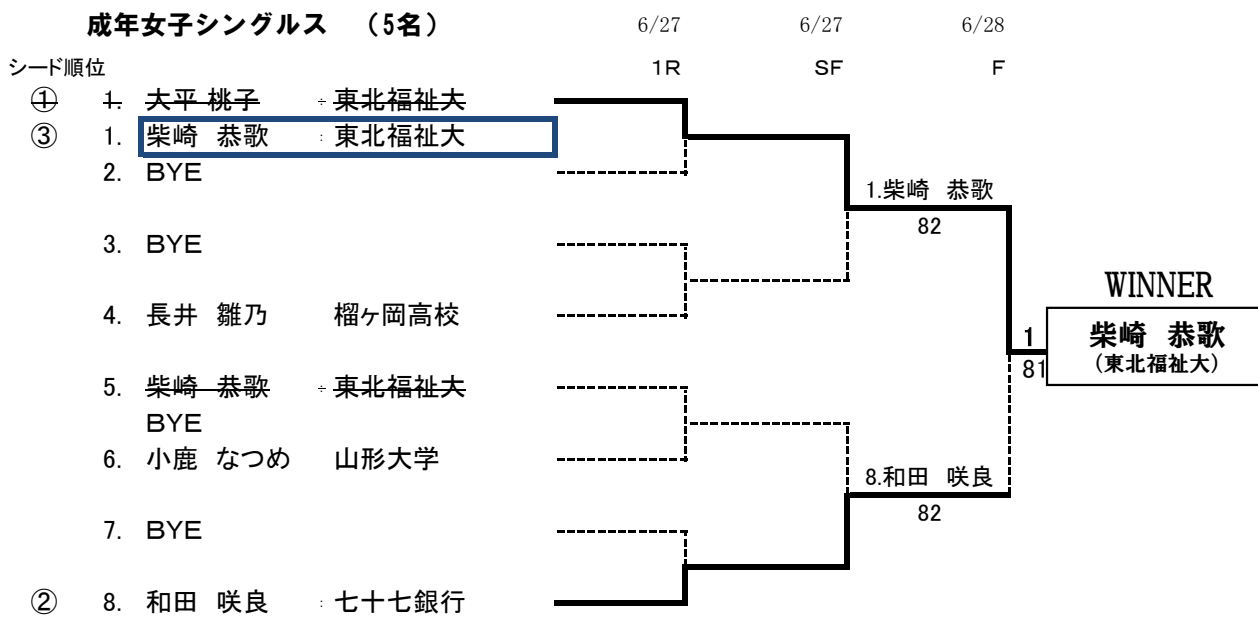 成年女子シングルス （5名） 6/27 6/27 6/28
シード順位 1R SF F
① 1. 大平 桃子 : 東北福祉大
③ 1. 柴崎 恭歌 : 東北福祉大
2. BYE
1.柴崎 恭歌
82
3. BYE
WINNER
4. 長井 雛乃 榴ヶ岡高校
1 柴崎 恭歌
81 (東北福祉大)
5. 柴崎 恭歌 : 東北福祉大
BYE
6. 小鹿 なつめ 山形大学
8.和田 咲良
82
7. BYE
② 8. 和田 咲良 : 七十七銀行